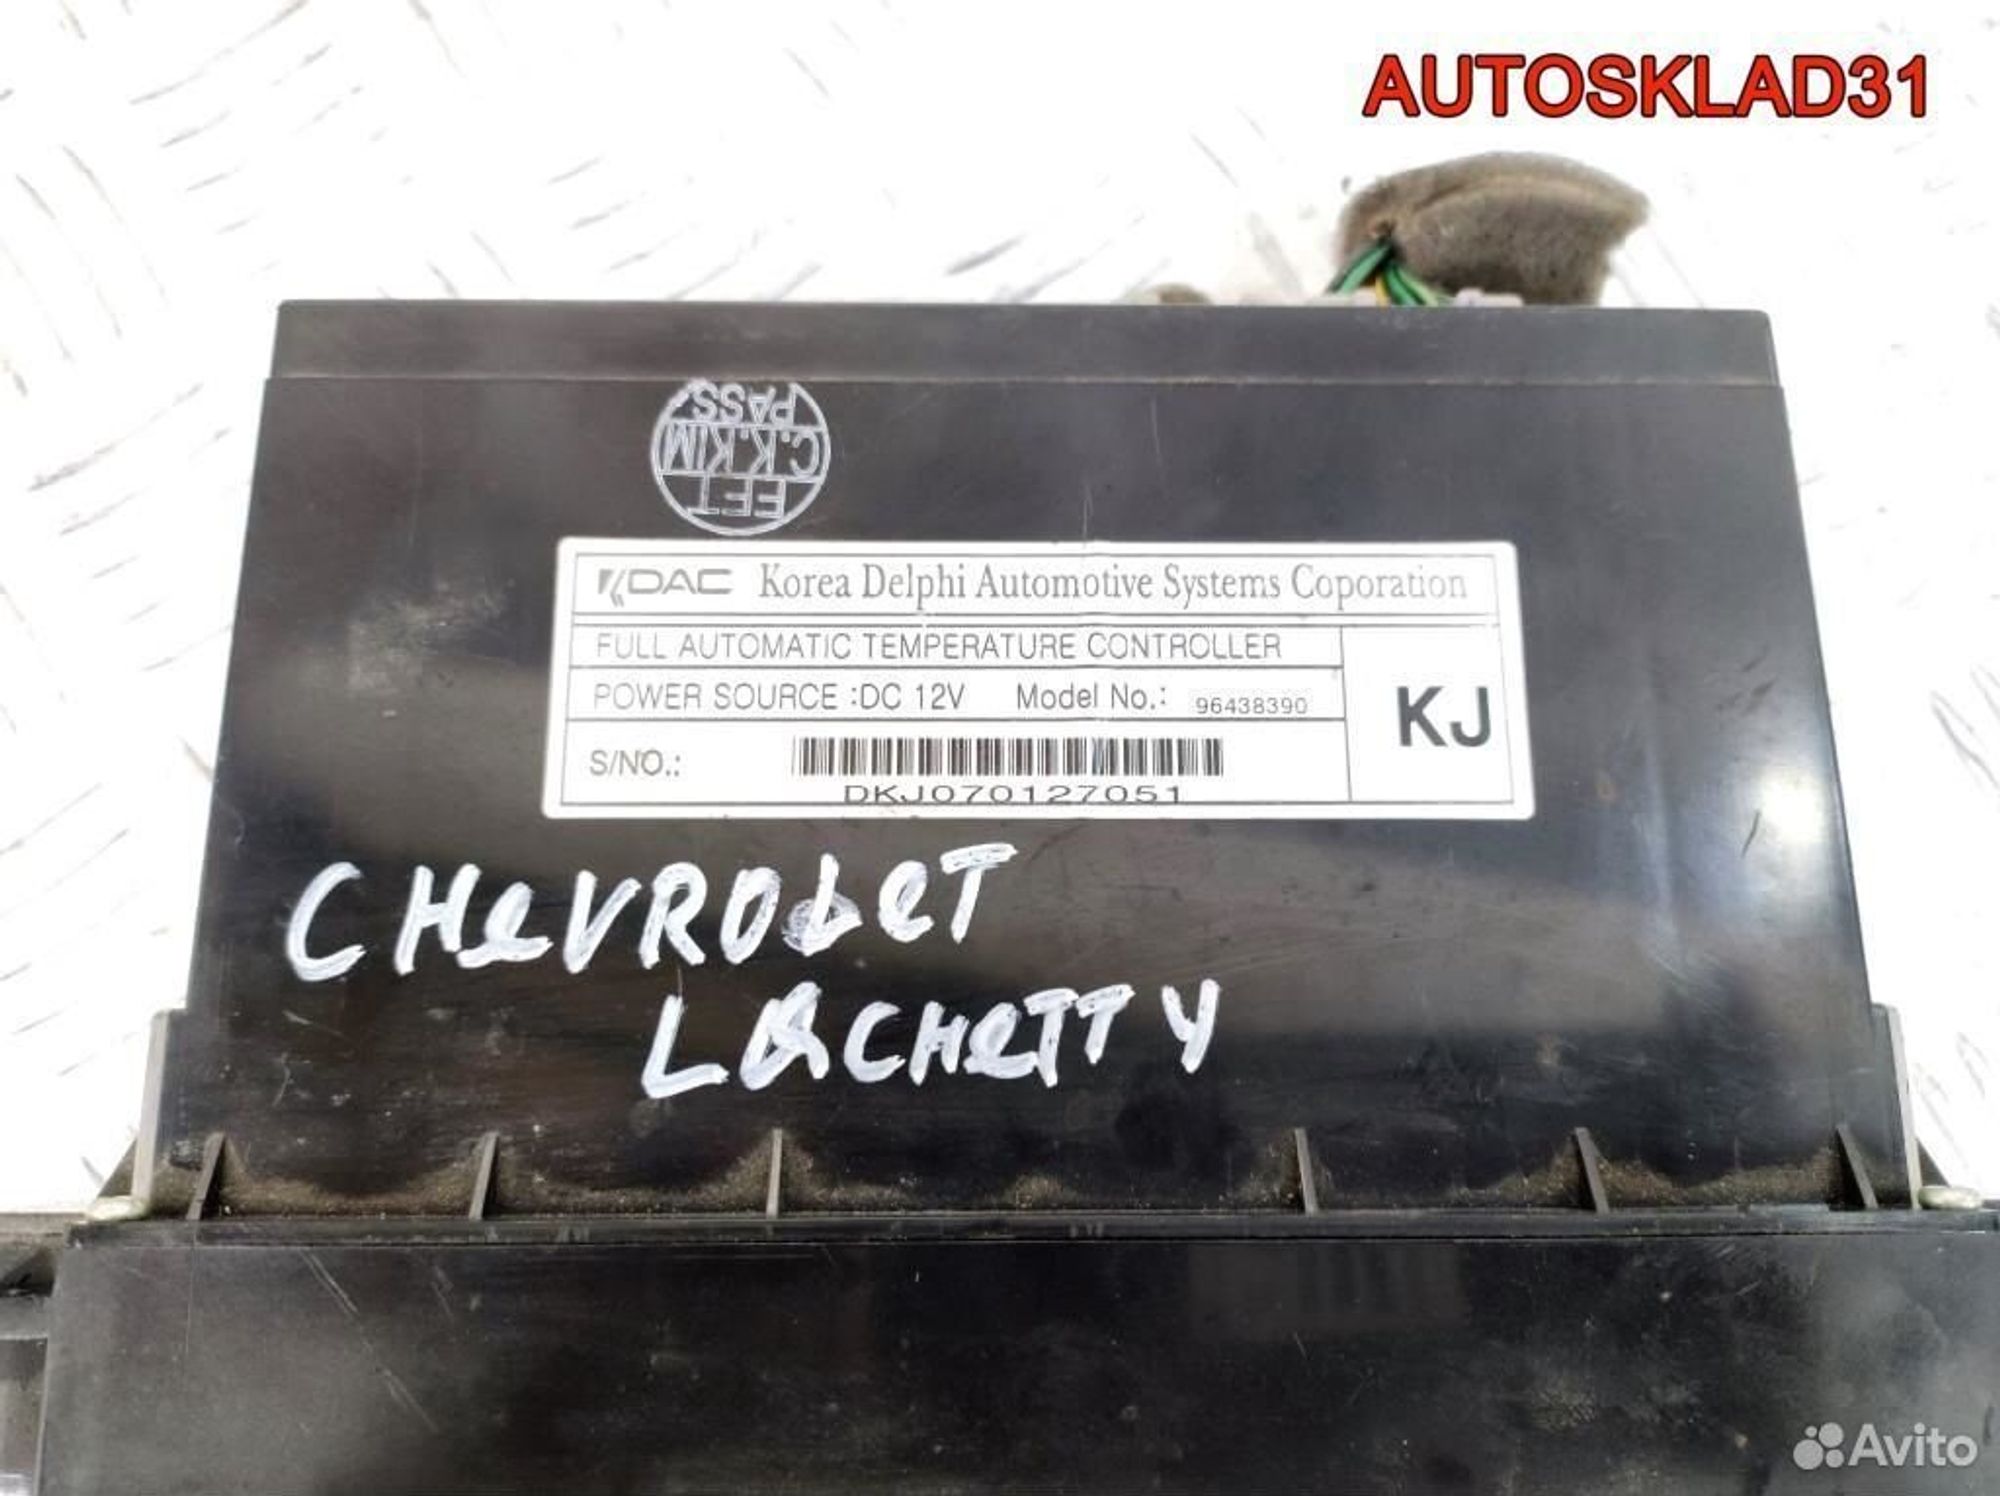 AUTOSKLAD31
PASS
C.K.KIM
EET
KDAC Korea Delphi Automotive Systems Coporation
FULL AUTOMATIC TEMPERATURE CONTROLLER
POWER SOURCE :DC 12V Model No.: 96438390
KJ
S/NO.:
DKJ070127051
CHeVROLeT
LACHeTTY
Avito